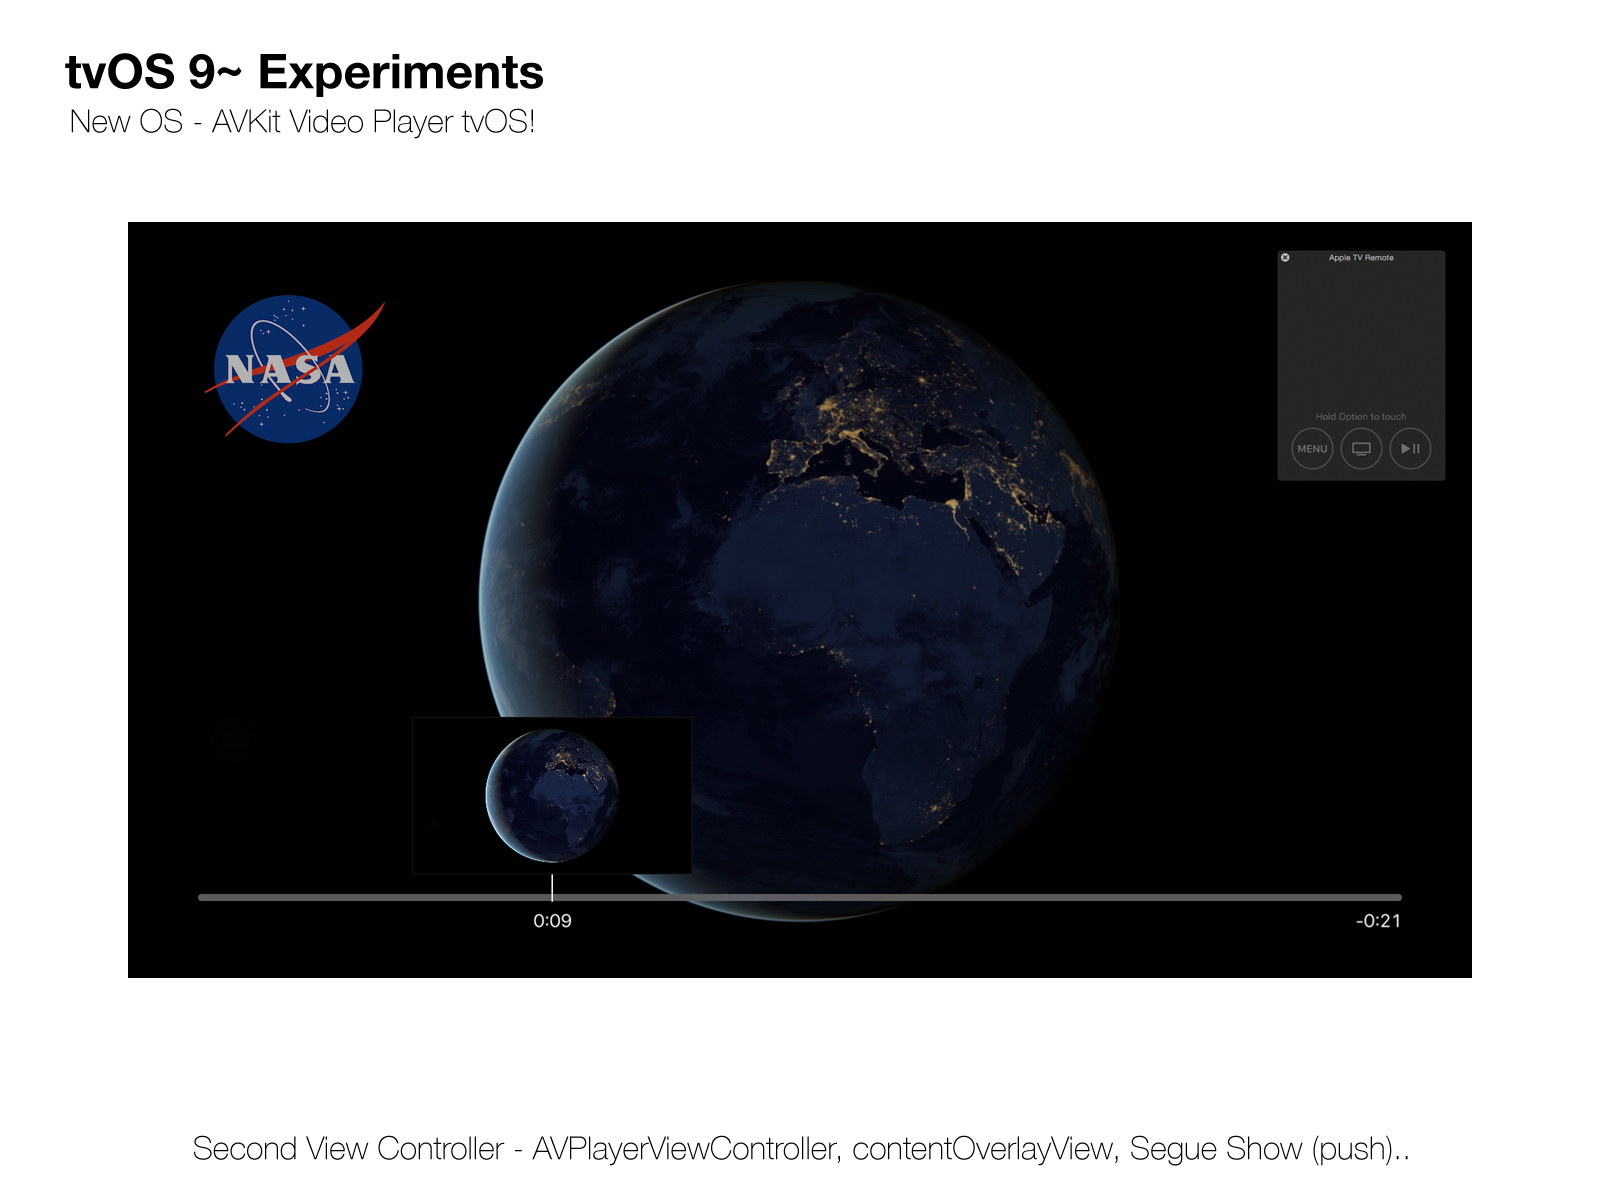 tvOS 9~ Experiments
New OS - AVKit Video Player tvOS!
Apple TV Remote
NASA
Hold Option to touch
MENU
0:09
-0:21
Second View Controller - AVPlayerViewController, contentOverlayView, Segue Show (push)..